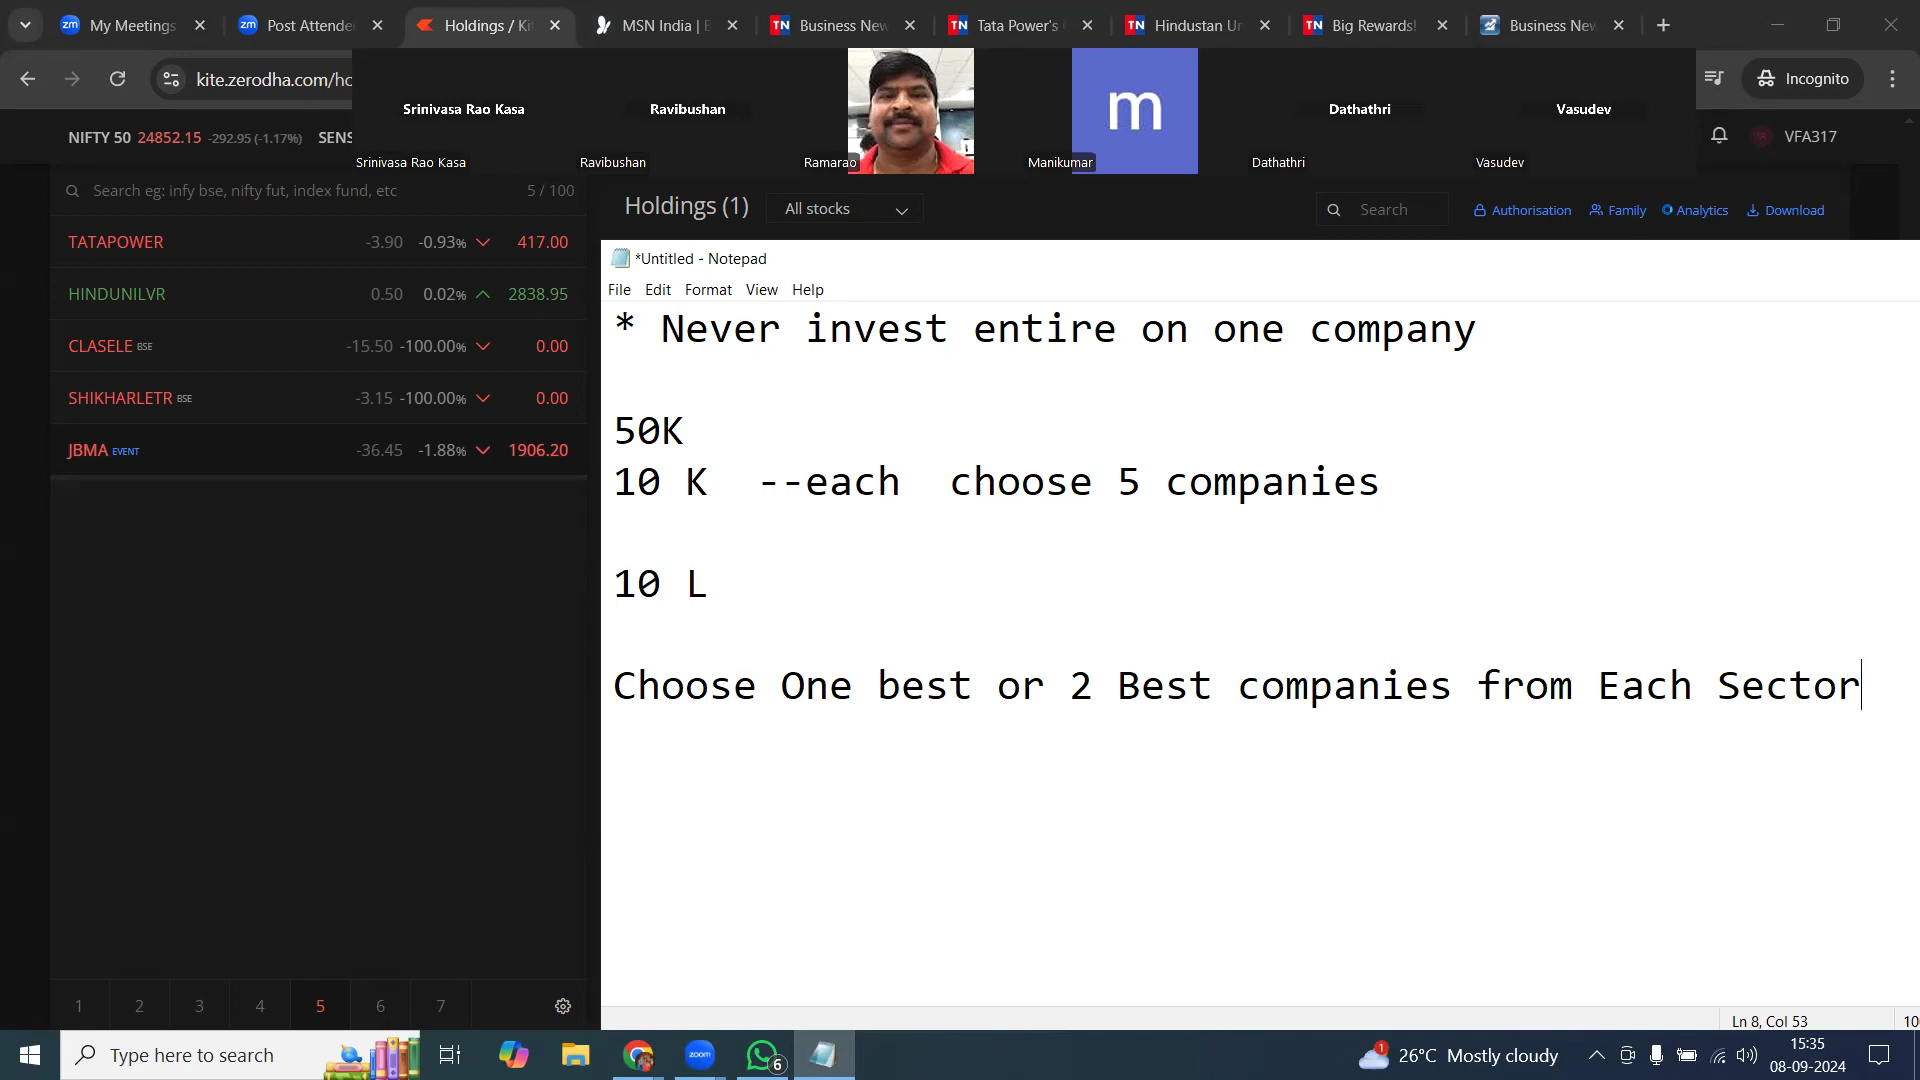 My Meetings
Post Attende
Holdings / Ki
MSN India | B
Business New
Tata Power's
Hindustan Un
Big Rewards!
Business New
kite.zerodha.com/ho
Incognito
Srinivasa Rao Kasa
Ravibushan
m
Dathathri
Vasudev
Srinivasa Rao Kasa
Ravibushan
Ramarao
Manikumar
Dathathri
Vasudev
NIFTY 50 24852.15 -292.95 (-1.17%) SENS
VFA317
Search eg: infy bse, nifty fut, index fund, etc 5 / 100
TATAPOWER -3.90 -0.93% 417.00
HINDUNILVR 0.50 0.02% 2838.95
CLASELE BSE -15.50 -100.00% 0.00
SHIKHARLETR BSE -3.15 -100.00% 0.00
JBMA EVENT -36.45 -1.88% 1906.20
1 2 3 4 5 6 7
Holdings (1) All stocks
Search
Authorisation Family Analytics Download
*Untitled - Notepad
File Edit Format View Help
* Never invest entire on one company
50K
10 K --each choose 5 companies
10 L
Choose One best or 2 Best companies from Each Sector
Ln 8, Col 53
10
Type here to search
zoom
6
1
26°C Mostly cloudy
15:35
08-09-2024